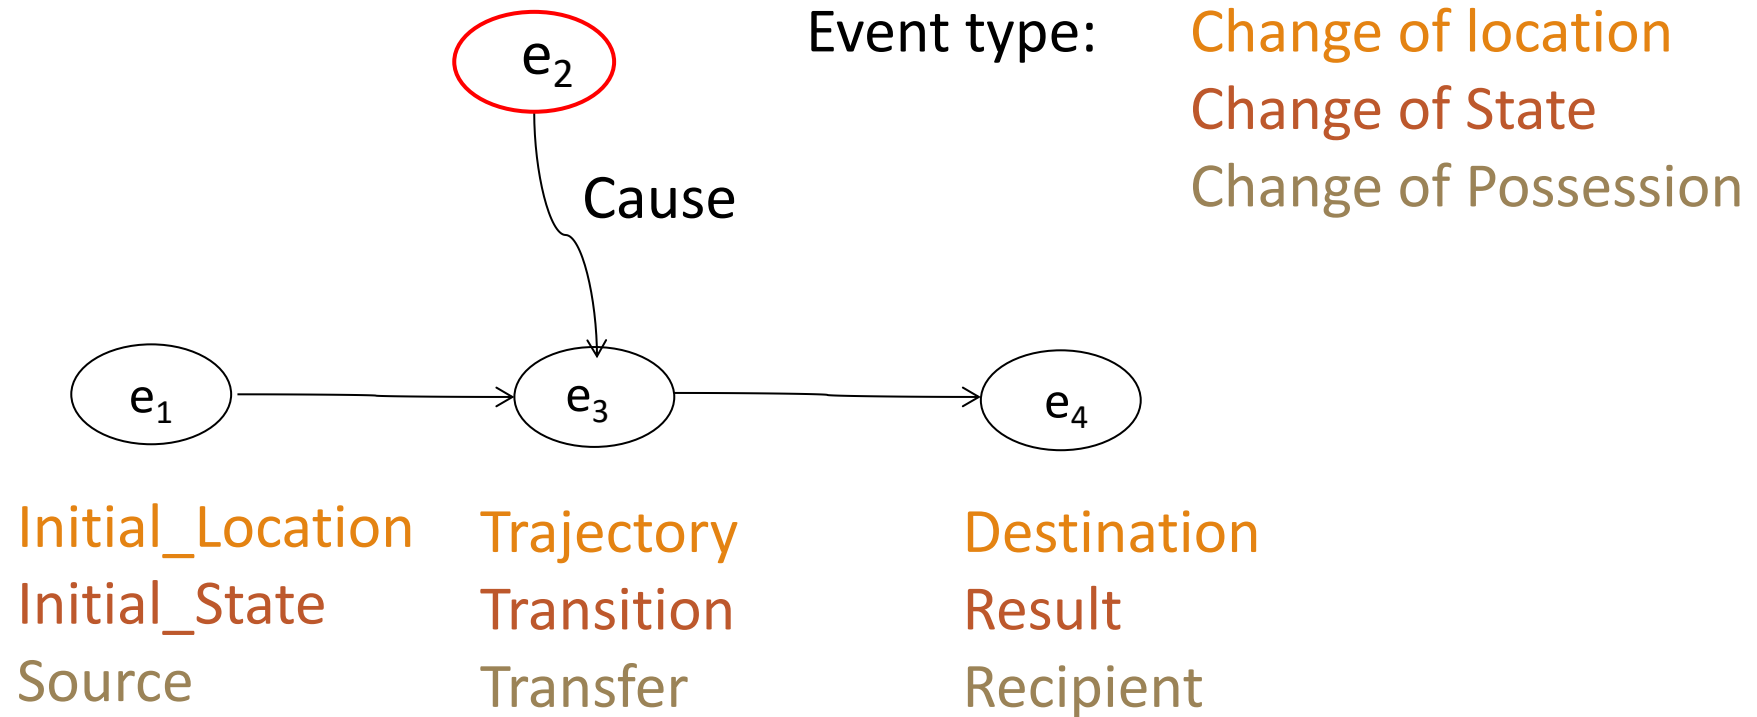 e₂
Event type:
Change of location
Change of State
Change of Possession
Cause
e₁
e₃
e₄
Initial_Location
Trajectory
Destination
Initial_State
Transition
Result
Source
Transfer
Recipient